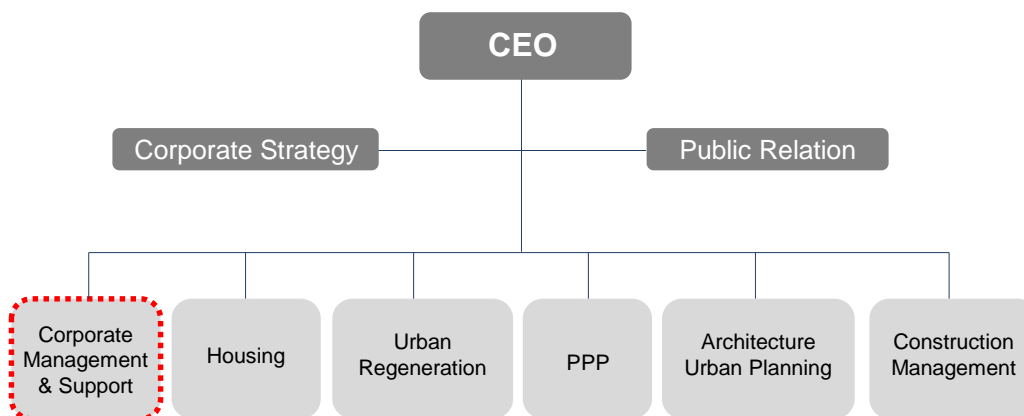 CEO
Corporate Strategy
Public Relation
Corporate
Management
& Support
Housing
Urban
Regeneration
PPP
Architecture
Urban Planning
Construction
Management